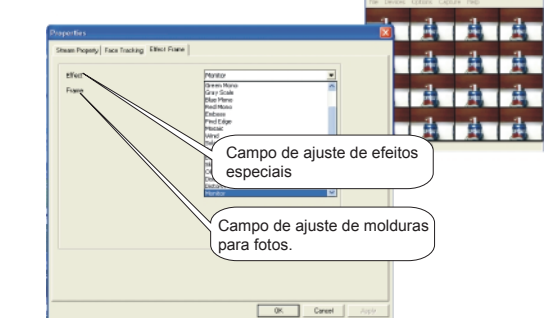 File Devices Options Capture Help
Properties
Stream Property
Face Tracking
Effect Frame
Effect
Monitor
Frame
Green Mono
Gray Scale
Blue Mono
Red Mono
Emboss
Find Edge
Mosaic
Wind
Campo de ajuste de efeitos
especiais
Monitor
Campo de ajuste de molduras
para fotos.
OK
Cancel
Apply